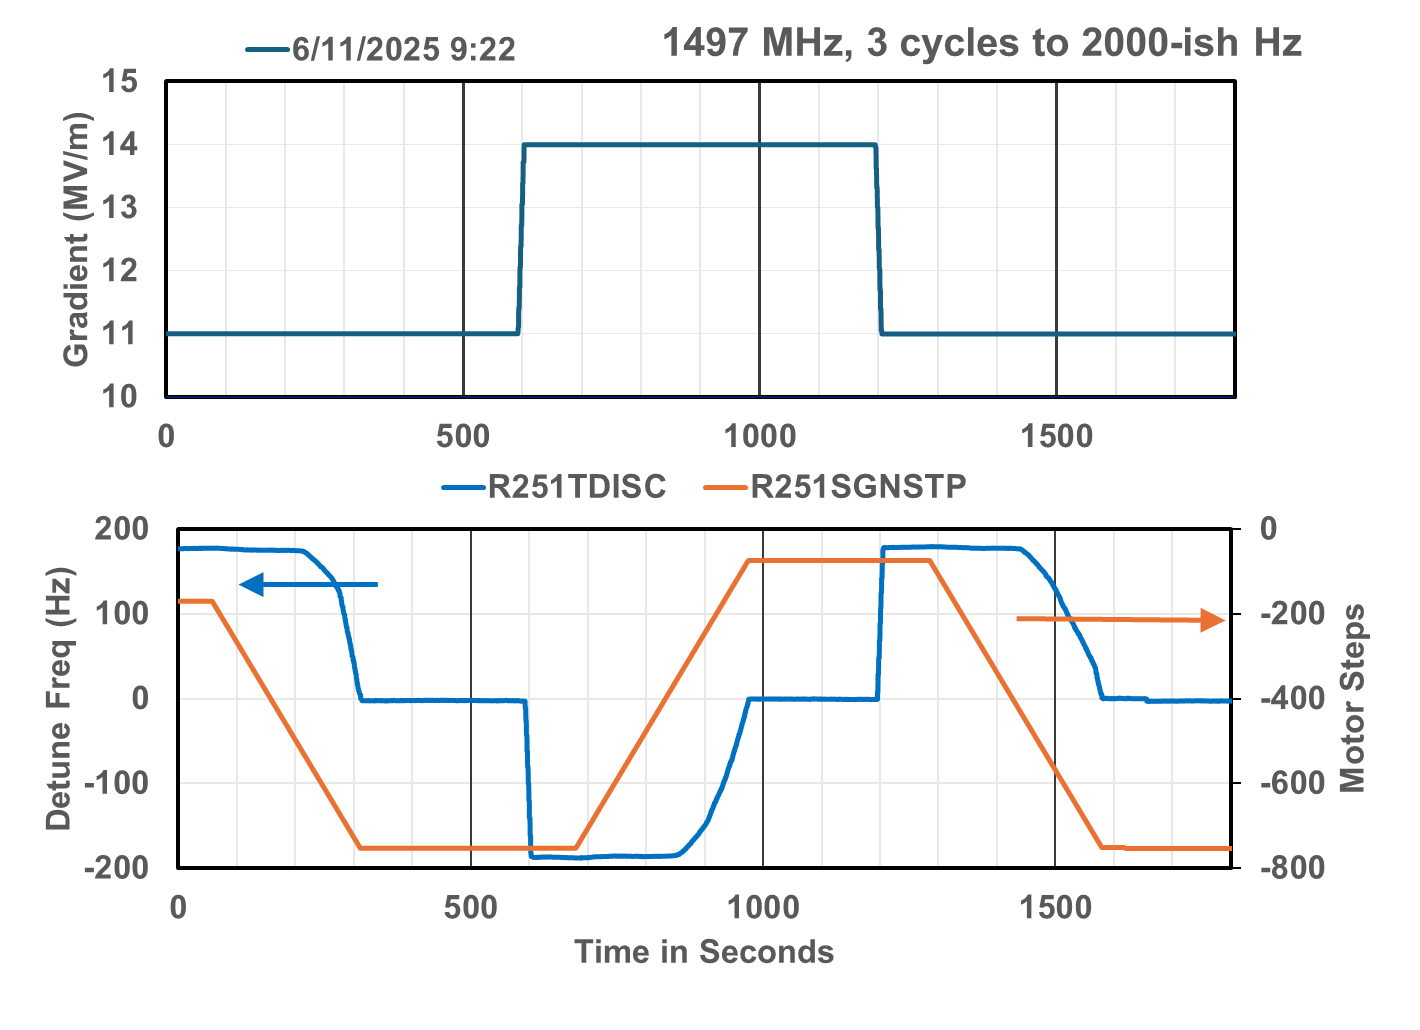 6/11/2025 9:22
1497 MHz, 3 cycles to 2000-ish Hz
Gradient (MV/m)
15
14
13
12
11
10
0 500 1000 1500
R251TDISC R251SGNSTP
Detune Freq (Hz)
200
100
0
-100
-200
0
-200
-400
-600
-800
Motor Steps
0 500 1000 1500
Time in Seconds